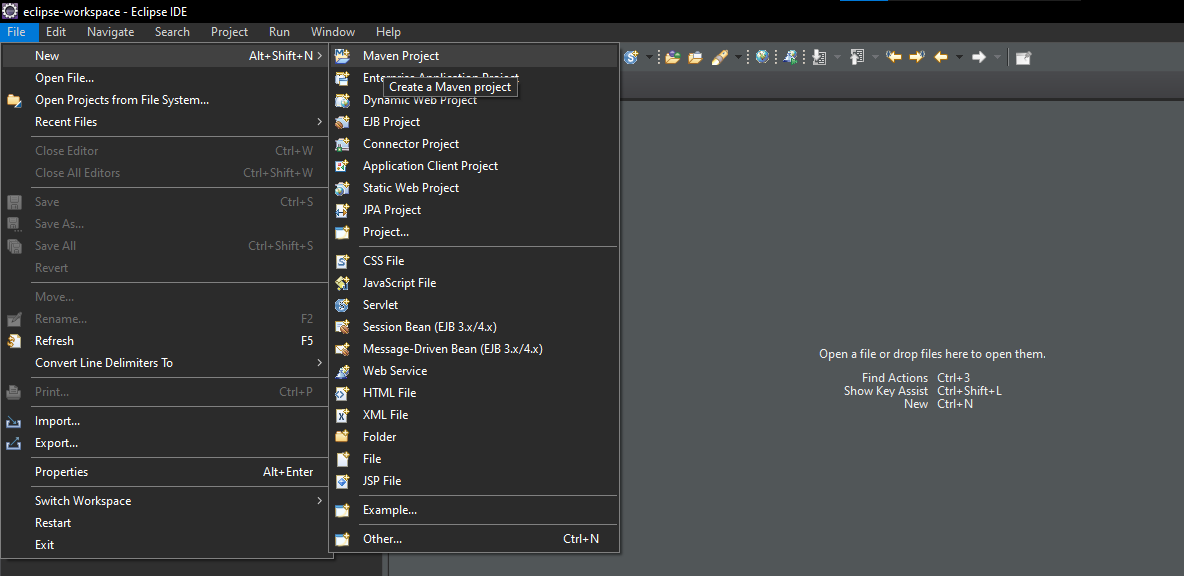 eclipse-workspace - Eclipse IDE
File Edit Navigate Search Project Run Window Help
New Alt+Shift+N
Open File...
Open Projects from File System...
Recent Files
Close Editor Ctrl+W
Close All Editors Ctrl+Shift+W
Save Ctrl+S
Save As...
Save All Ctrl+Shift+S
Revert
Move...
Rename... F2
Refresh F5
Convert Line Delimiters To
Print... Ctrl+P
Import...
Export...
Properties Alt+Enter
Switch Workspace
Restart
Exit
Maven Project
Enterprise Application Project
Create a Maven project
Dynamic Web Project
EJB Project
Connector Project
Application Client Project
Static Web Project
JPA Project
Project...
CSS File
JavaScript File
Servlet
Session Bean (EJB 3.x/4.x)
Message-Driven Bean (EJB 3.x/4.x)
Web Service
HTML File
XML File
Folder
File
JSP File
Example...
Other... Ctrl+N
Open a file or drop files here to open them.
Find Actions Ctrl+3
Show Key Assist Ctrl+Shift+L
New Ctrl+N